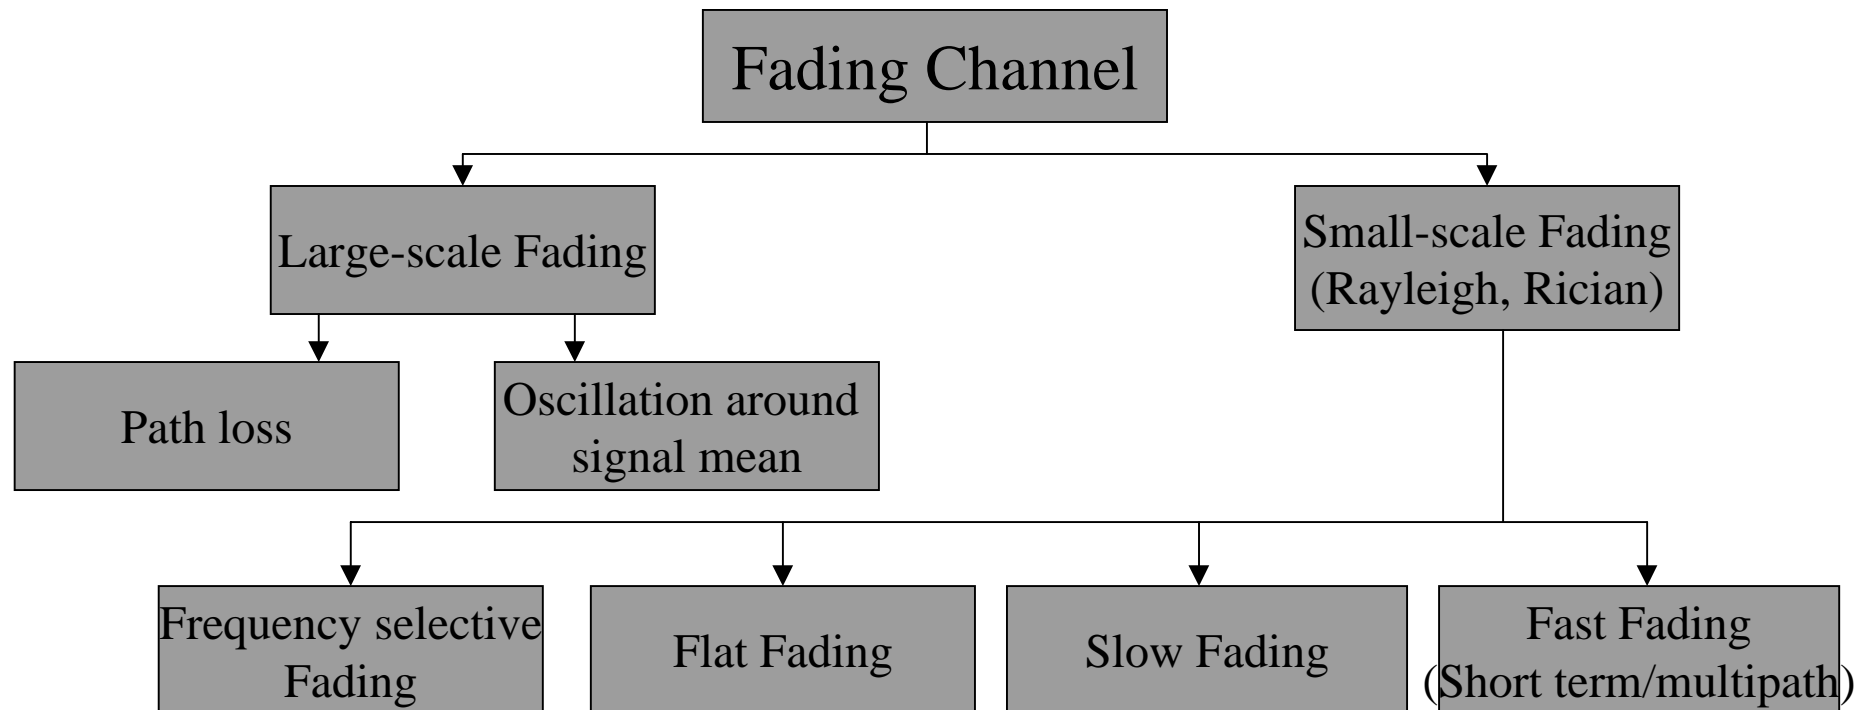 Fading Channel
Large-scale Fading
Small-scale Fading
(Rayleigh, Rician)
Path loss
Oscillation around
signal mean
Frequency selective
Fading
Flat Fading
Slow Fading
Fast Fading
(Short term/multipath)